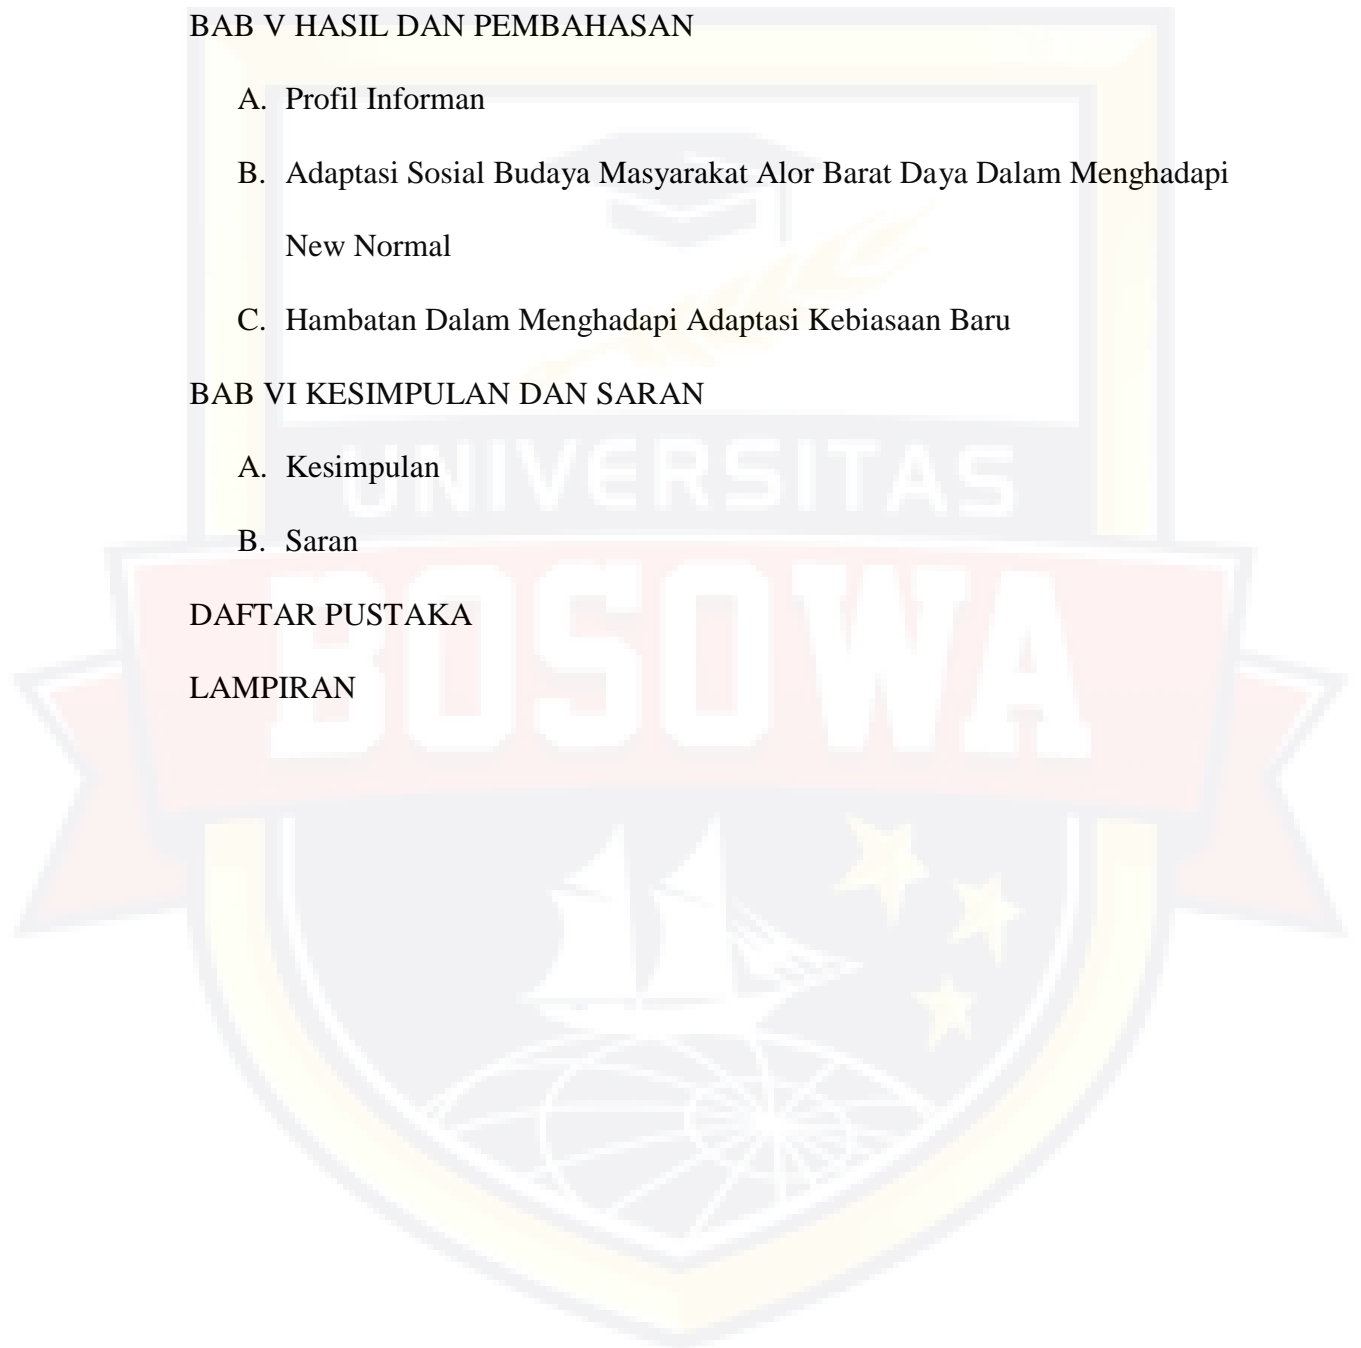 BAB V HASIL DAN PEMBAHASAN
A. Profil Informan
B. Adaptasi Sosial Budaya Masyarakat Alor Barat Daya Dalam Menghadapi
New Normal
C. Hambatan Dalam Menghadapi Adaptasi Kebiasaan Baru
BAB VI KESIMPULAN DAN SARAN
A. Kesimpulan
UNIVERSITAS
B. Saran
BOSOWA
DAFTAR PUSTAKA
LAMPIRAN